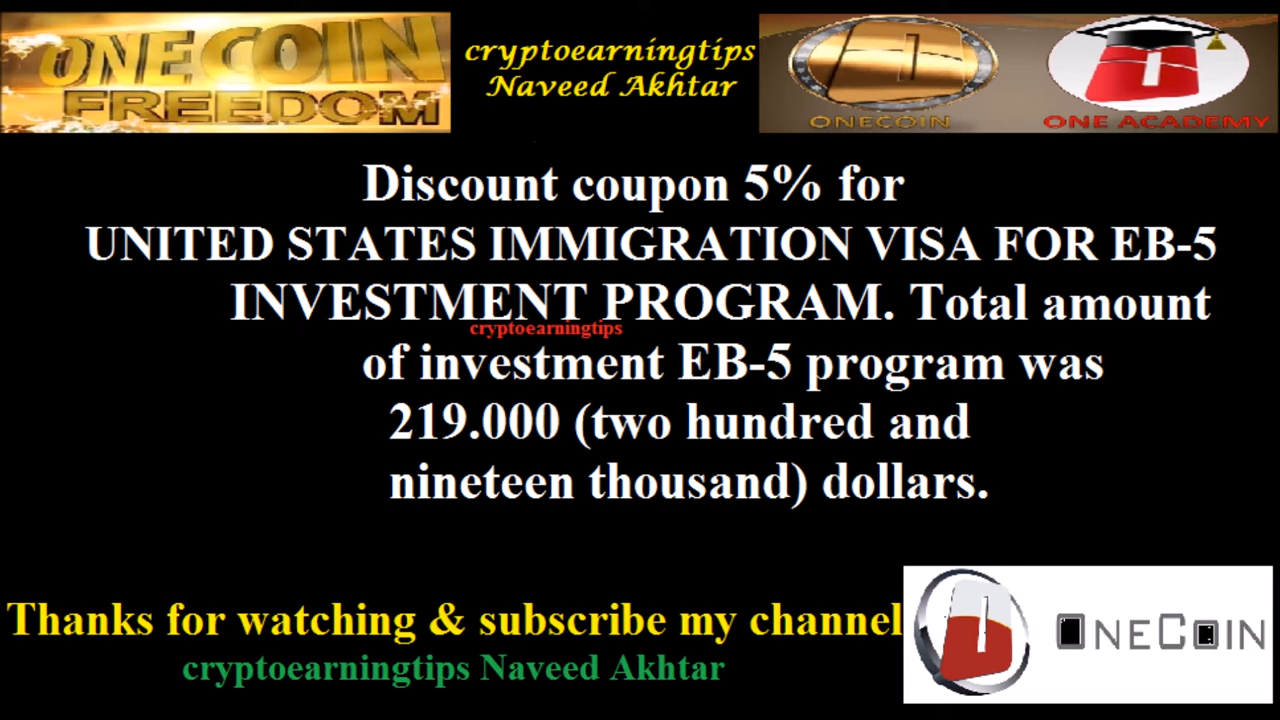 ONE COIN
FREEDOM
cryptoearningtips
Naveed Akhtar
ONECOIN
ONE ACADEMY
Discount coupon 5% for
UNITED STATES IMMIGRATION VISA FOR EB-5
INVESTMENT PROGRAM. Total amount
cryptoearningtips
of investment EB-5 program was
219.000 (two hundred and
nineteen thousand) dollars.
Thanks for watching & subscribe my channel
cryptoearningtips Naveed Akhtar
ONECOIN